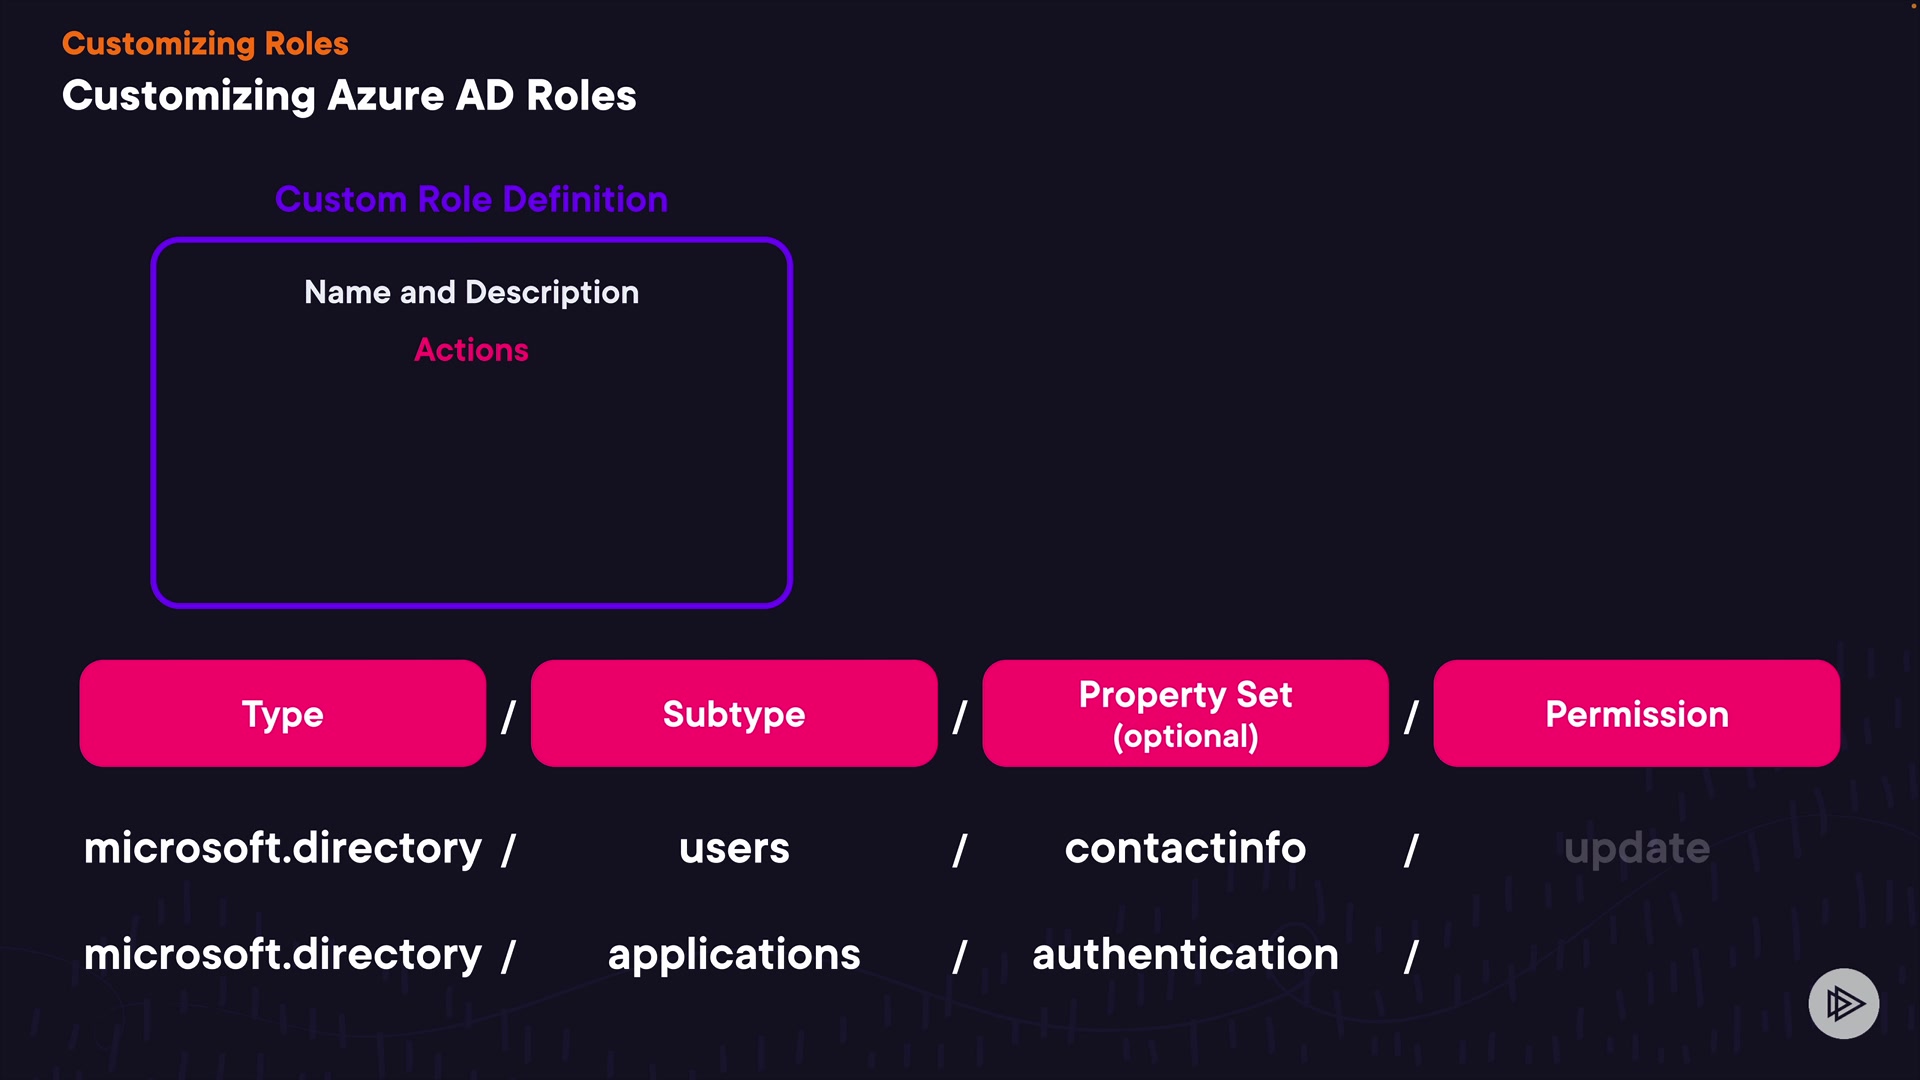 Customizing Roles
Customizing Azure AD Roles
Custom Role Definition
Name and Description
Actions
Type / Subtype / Property Set (optional) / Permission
microsoft.directory / users / contactinfo / update
microsoft.directory / applications / authentication /